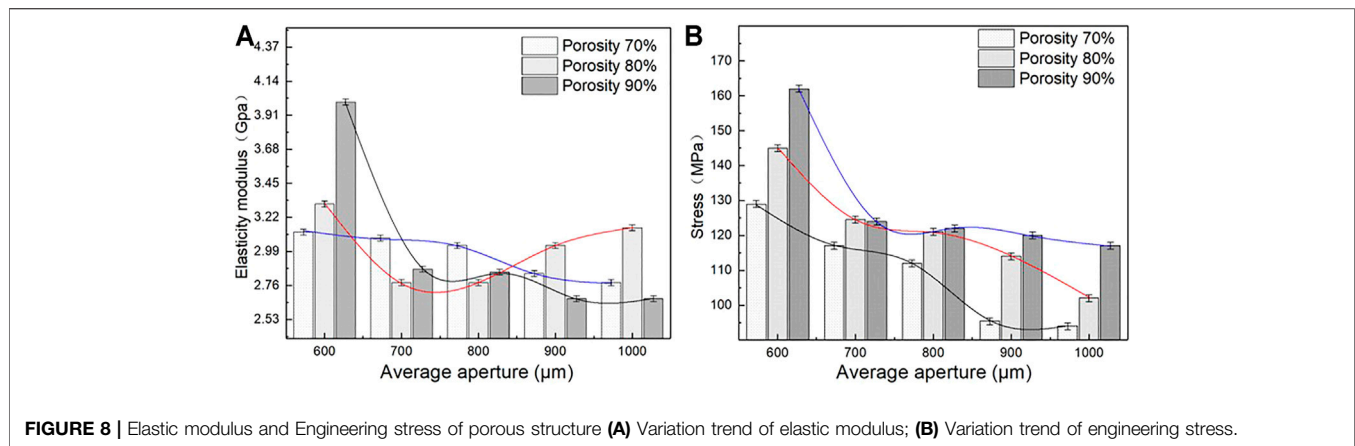 A
Elasticity modulus（Gpa）
4.37
4.14
3.91
3.68
3.45
3.22
2.99
2.76
2.53
Porosity 70%
Porosity 80%
Porosity 90%
600 700 800 900 1000
Average aperture (μm)
B
Stress（MPa）
170
160
150
140
130
120
110
100
Porosity 70%
Porosity 80%
Porosity 90%
600 700 800 900 1000
Average aperture (μm)
FIGURE 8 | Elastic modulus and Engineering stress of porous structure (A) Variation trend of elastic modulus; (B) Variation trend of engineering stress.